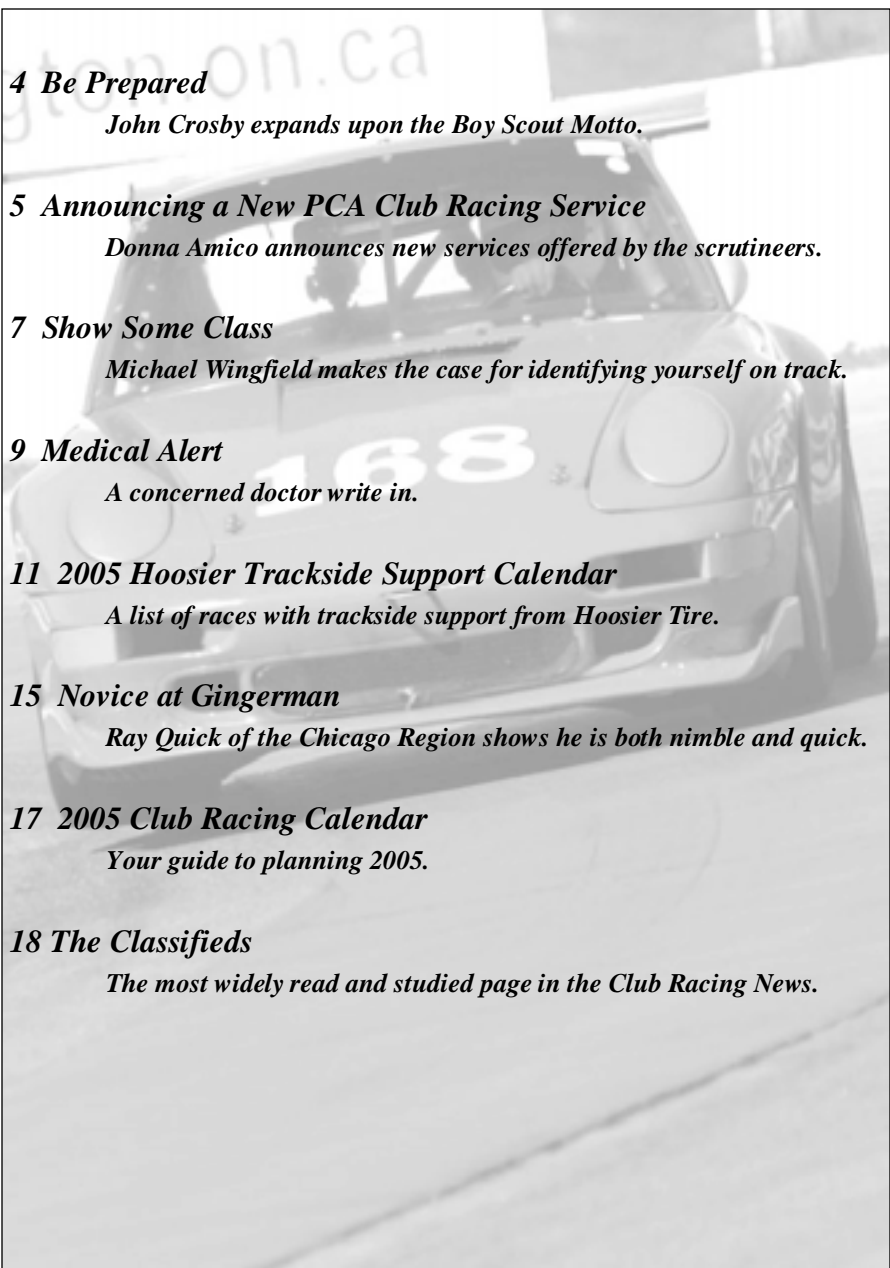 gton.on.ca
4 Be Prepared
John Crosby expands upon the Boy Scout Motto.
5 Announcing a New PCA Club Racing Service
Donna Amico announces new services offered by the scrutineers.
7 Show Some Class
Michael Wingfield makes the case for identifying yourself on track.
9 Medical Alert
168
A concerned doctor write in.
11 2005 Hoosier Trackside Support Calendar
A list of races with trackside support from Hoosier Tire.
15 Novice at Gingerman
Ray Quick of the Chicago Region shows he is both nimble and quick.
17 2005 Club Racing Calendar
Your guide to planning 2005.
18 The Classifieds
The most widely read and studied page in the Club Racing News.